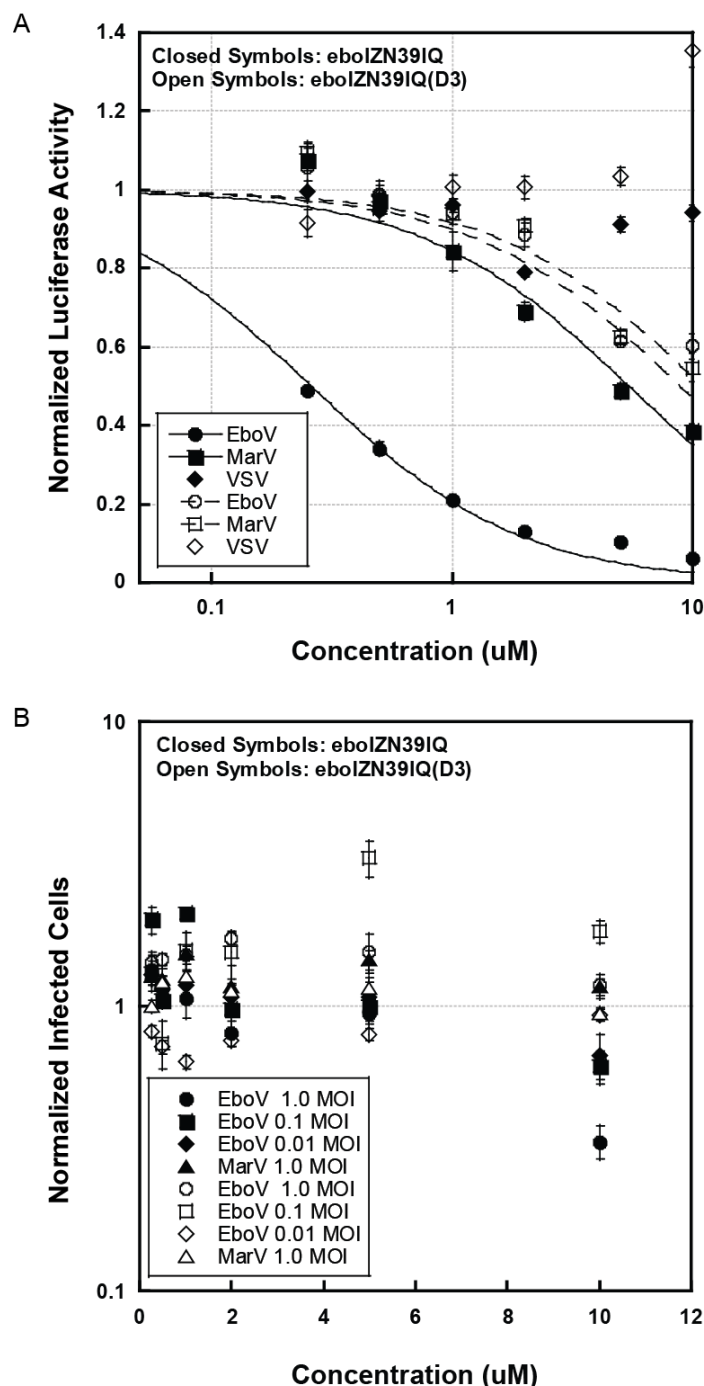 A
1.4
Closed Symbols: eboIZN39IQ
Open Symbols: eboIZN39IQ(D3)
1.2
1
0.8
0.6
0.4
0.2
0
Normalized Luciferase Activity
EboV
MarV
VSV
EboV
MarV
VSV
0.1
1
10
Concentration (uM)
B
10
Closed Symbols: eboIZN39IQ
Open Symbols: eboIZN39IQ(D3)
Normalized Infected Cells
1
EboV 1.0 MOI
EboV 0.1 MOI
EboV 0.01 MOI
MarV 1.0 MOI
EboV 1.0 MOI
EboV 0.1 MOI
EboV 0.01 MOI
MarV 1.0 MOI
0.1
0 2 4 6 8 10 12
Concentration (uM)